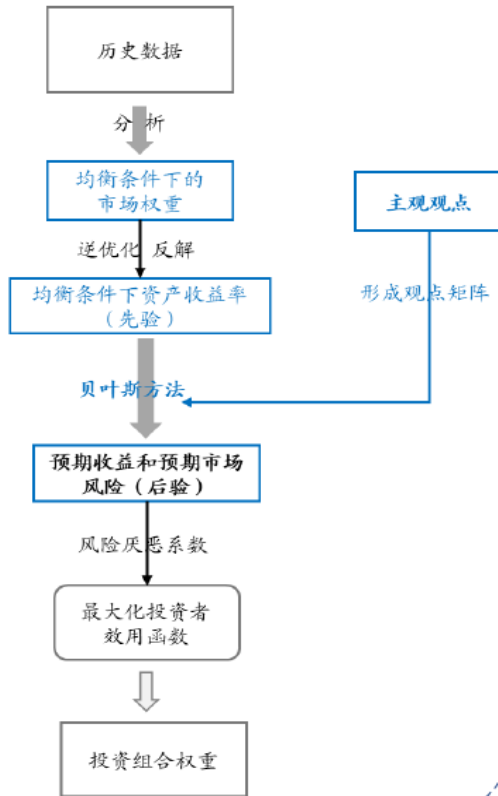 历史数据
分析
均衡条件下的
市场权重
主观观点
逆优化 反解
均衡条件下资产收益率
（先验）
形成观点矩阵
贝叶斯方法
预期收益和预期市场
风险（后验）
风险厌恶系数
最大化投资者
效用函数
投资组合权重